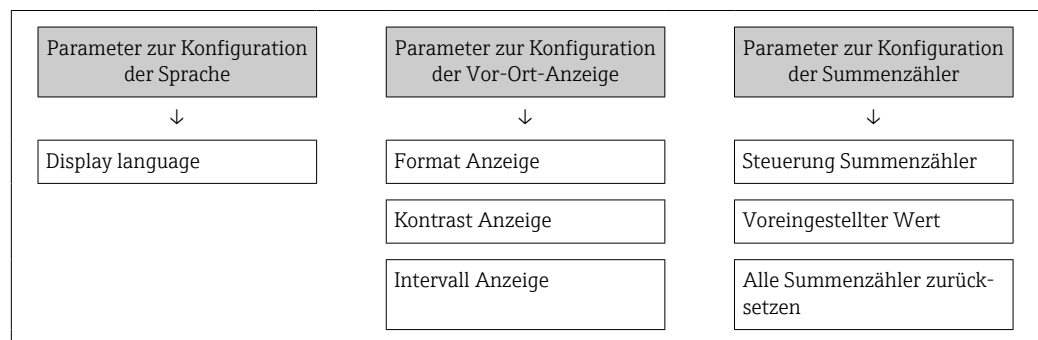 Parameter zur Konfiguration
der Sprache
↓
Display language
Parameter zur Konfiguration
der Vor-Ort-Anzeige
↓
Format Anzeige
Kontrast Anzeige
Intervall Anzeige
Parameter zur Konfiguration
der Summenzähler
↓
Steuerung Summenzähler
Voreingestellter Wert
Alle Summenzähler zurück-
setzen